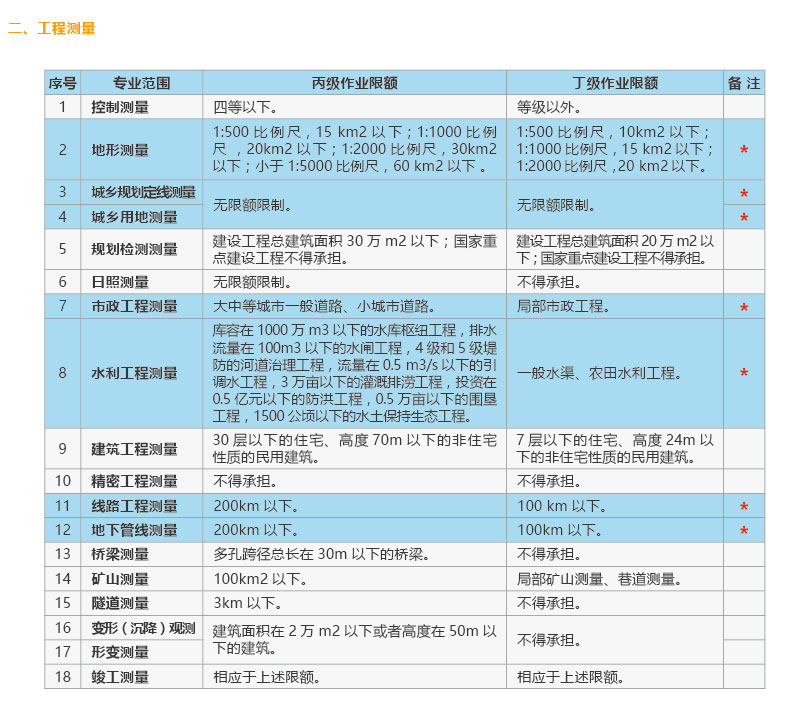 二、工程测量
序号 专业范围 丙级作业限额 丁级作业限额 备 注
1 控制测量 四等以下。 等级以外。
2 地形测量 1:500 比例尺，15 km2 以下；1:1000 比例
尺 ，20km2 以下；1:2000 比例尺，30km2
以下；小于 1:5000 比例尺，60 km2 以下 。
1:500 比例尺，10km2 以下；
1:1000 比例尺，15 km2 以下；
1:2000 比例尺 ,20 km2 以下。
*
3 城乡规划定线测量 无限额限制。 无限额限制。 *
4 城乡用地测量 *
5 规划检测测量 建设工程总建筑面积 30 万 m2 以下；国家重
点建设工程不得承担。
建设工程总建筑面积 20 万 m2 以
下；国家重点建设工程不得承担。
6 日照测量 无限额限制。 不得承担。
7 市政工程测量 大中等城市一般道路、小城市道路。 局部市政工程。 *
8 水利工程测量 库容在 1000 万 m3 以下的水库枢纽工程，排水
流量在 100m3 以下的水闸工程，4 级和 5 级堤
防的河道治理工程，流量在 0.5 m3/s 以下的引
调水工程，3 万亩以下的灌溉排涝工程，投资在
0.5 亿元以下的防洪工程，0.5 万亩以下的围垦
工程，1500 公顷以下的水土保持生态工程。
一般水渠、农田水利工程。 *
9 建筑工程测量 30 层以下的住宅、高度 70m 以下的非住宅
性质的民用建筑。
7 层以下的住宅、高度 24m 以
下的非住宅性质的民用建筑。
10 精密工程测量 不得承担。 不得承担。
11 线路工程测量 200km 以下。 100 km 以下。 *
12 地下管线测量 200km 以下。 100km 以下。 *
13 桥梁测量 多孔跨径总长在 30m 以下的桥梁。 不得承担。
14 矿山测量 100km2 以下。 局部矿山测量、巷道测量。
15 隧道测量 3km 以下。 不得承担。
16 变形（沉降）观测 建筑面积在 2 万 m2 以下或者高度在 50m 以
下的建筑。
不得承担。
17 形变测量
18 竣工测量 相应于上述限额。 相应于上述限额。